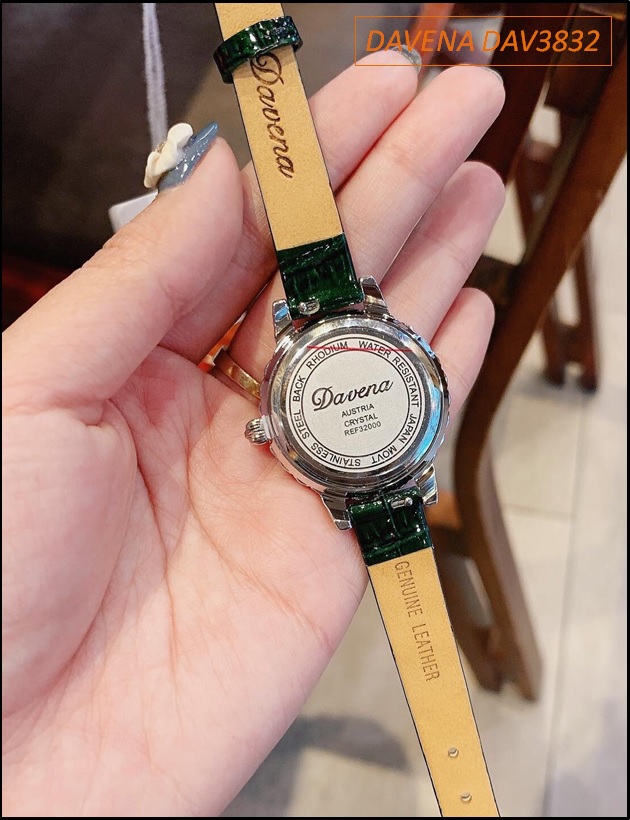 DAVENA DAV3832
Davena
RHODIUM WATER RESISTANT JAPAN MOVT STAINLESS STEEL BACK
Davena
AUSTRIA
CRYSTAL
REF32000
GENUINE LEATHER